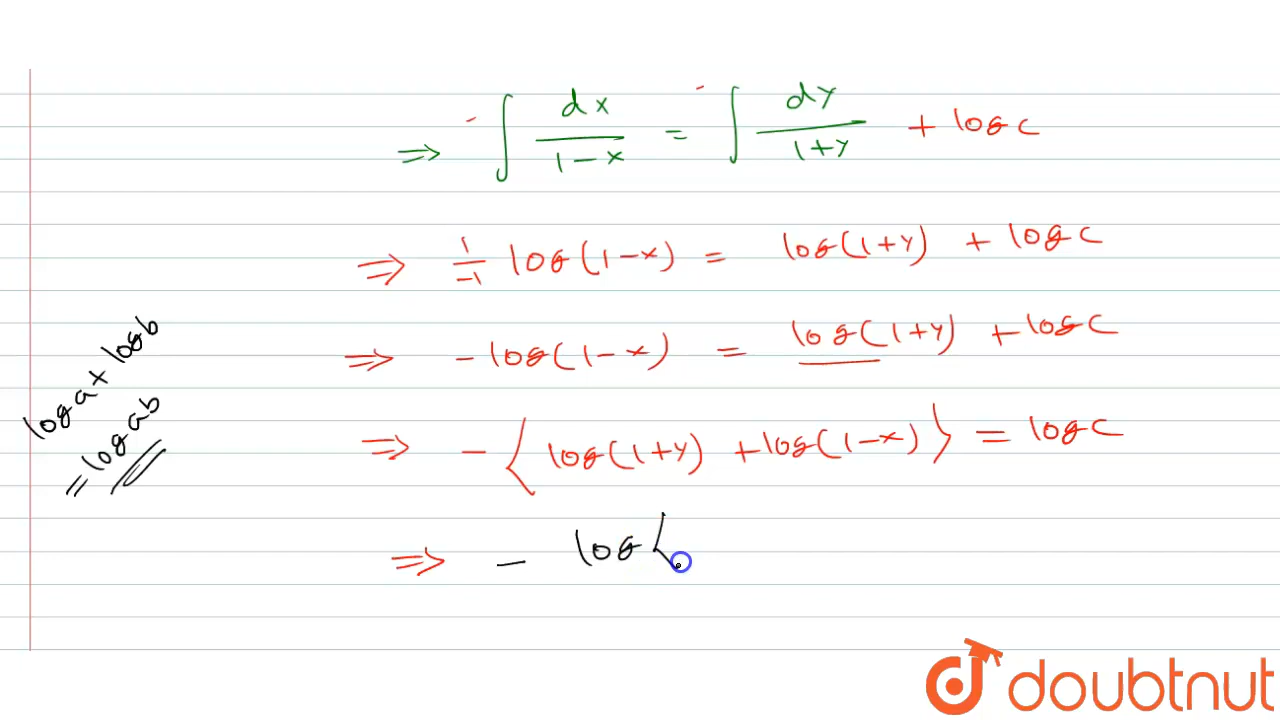 ⇒ ∫ dx/(1-x) = ∫ dy/(1+y) + log c
⇒ 1/-1 log(1-x) = log(1+y) + log c
⇒ - log(1-x) = log(1+y) + log c
⇒ - {log(1+y) + log(1-x)} = log c
⇒ - log {
log a + log b
= log ab
doubtnut